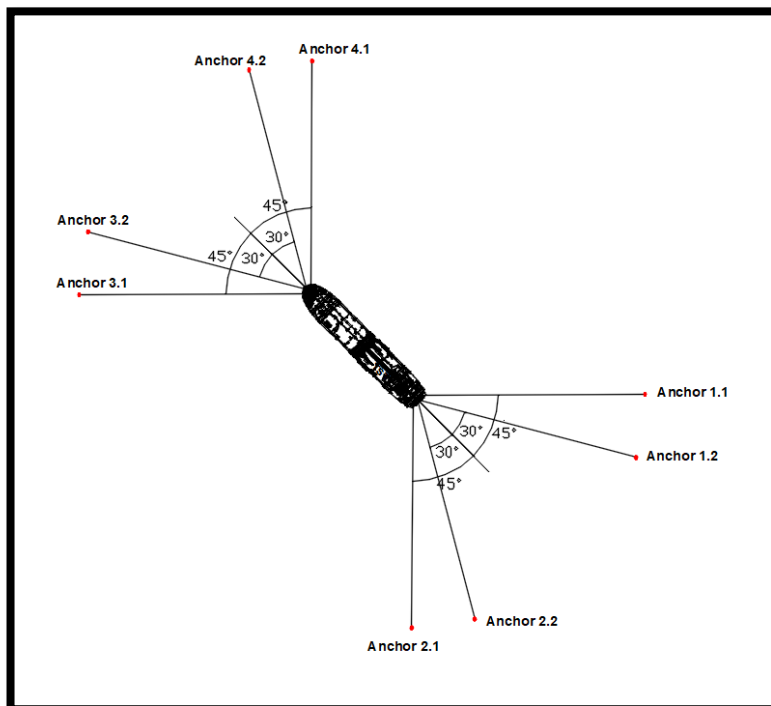 Anchor 4.1
Anchor 4.2
45°
Anchor 3.2
30°
45°
30°
Anchor 3.1
Anchor 1.1
30°
45°
30°
Anchor 1.2
45°
Anchor 2.2
Anchor 2.1